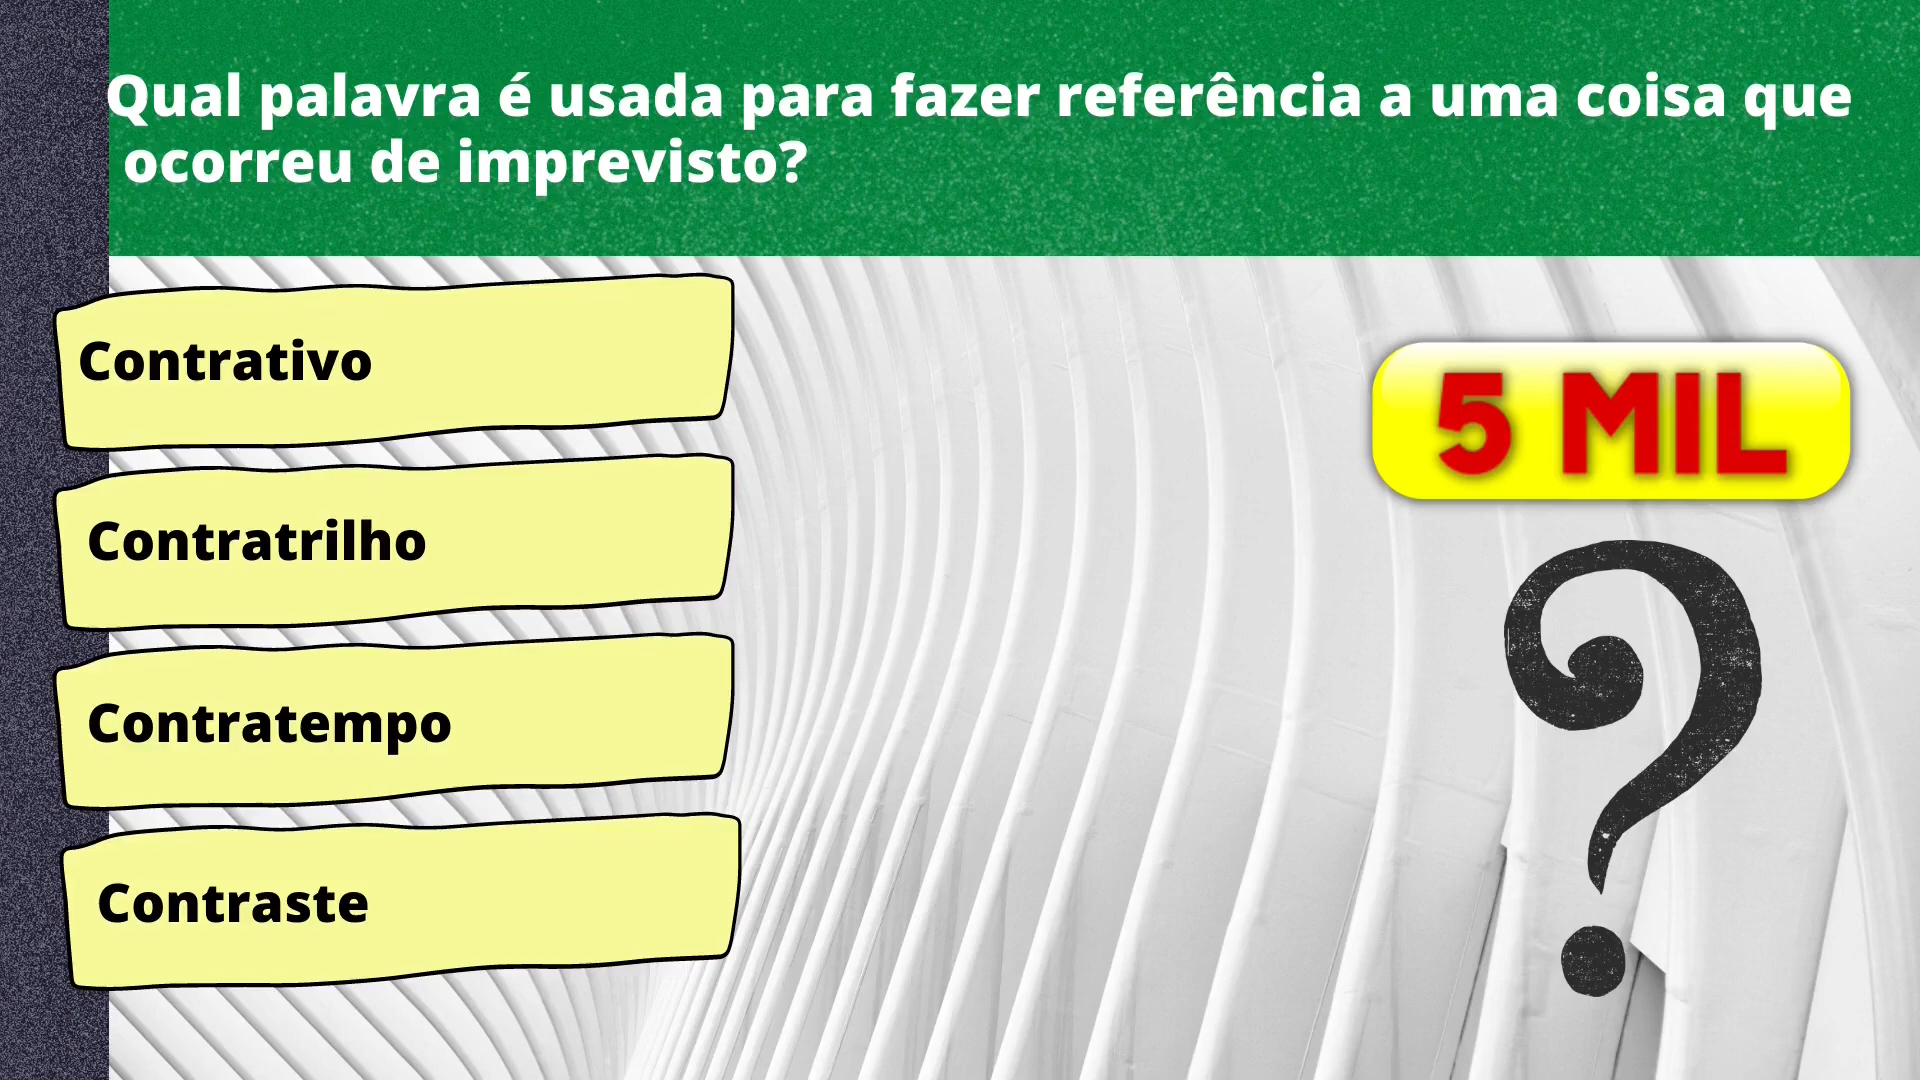 Qual palavra é usada para fazer referência a uma coisa que
ocorreu de imprevisto?
Contrativo
5 MIL
Contratrilho
Contratempo
Contraste